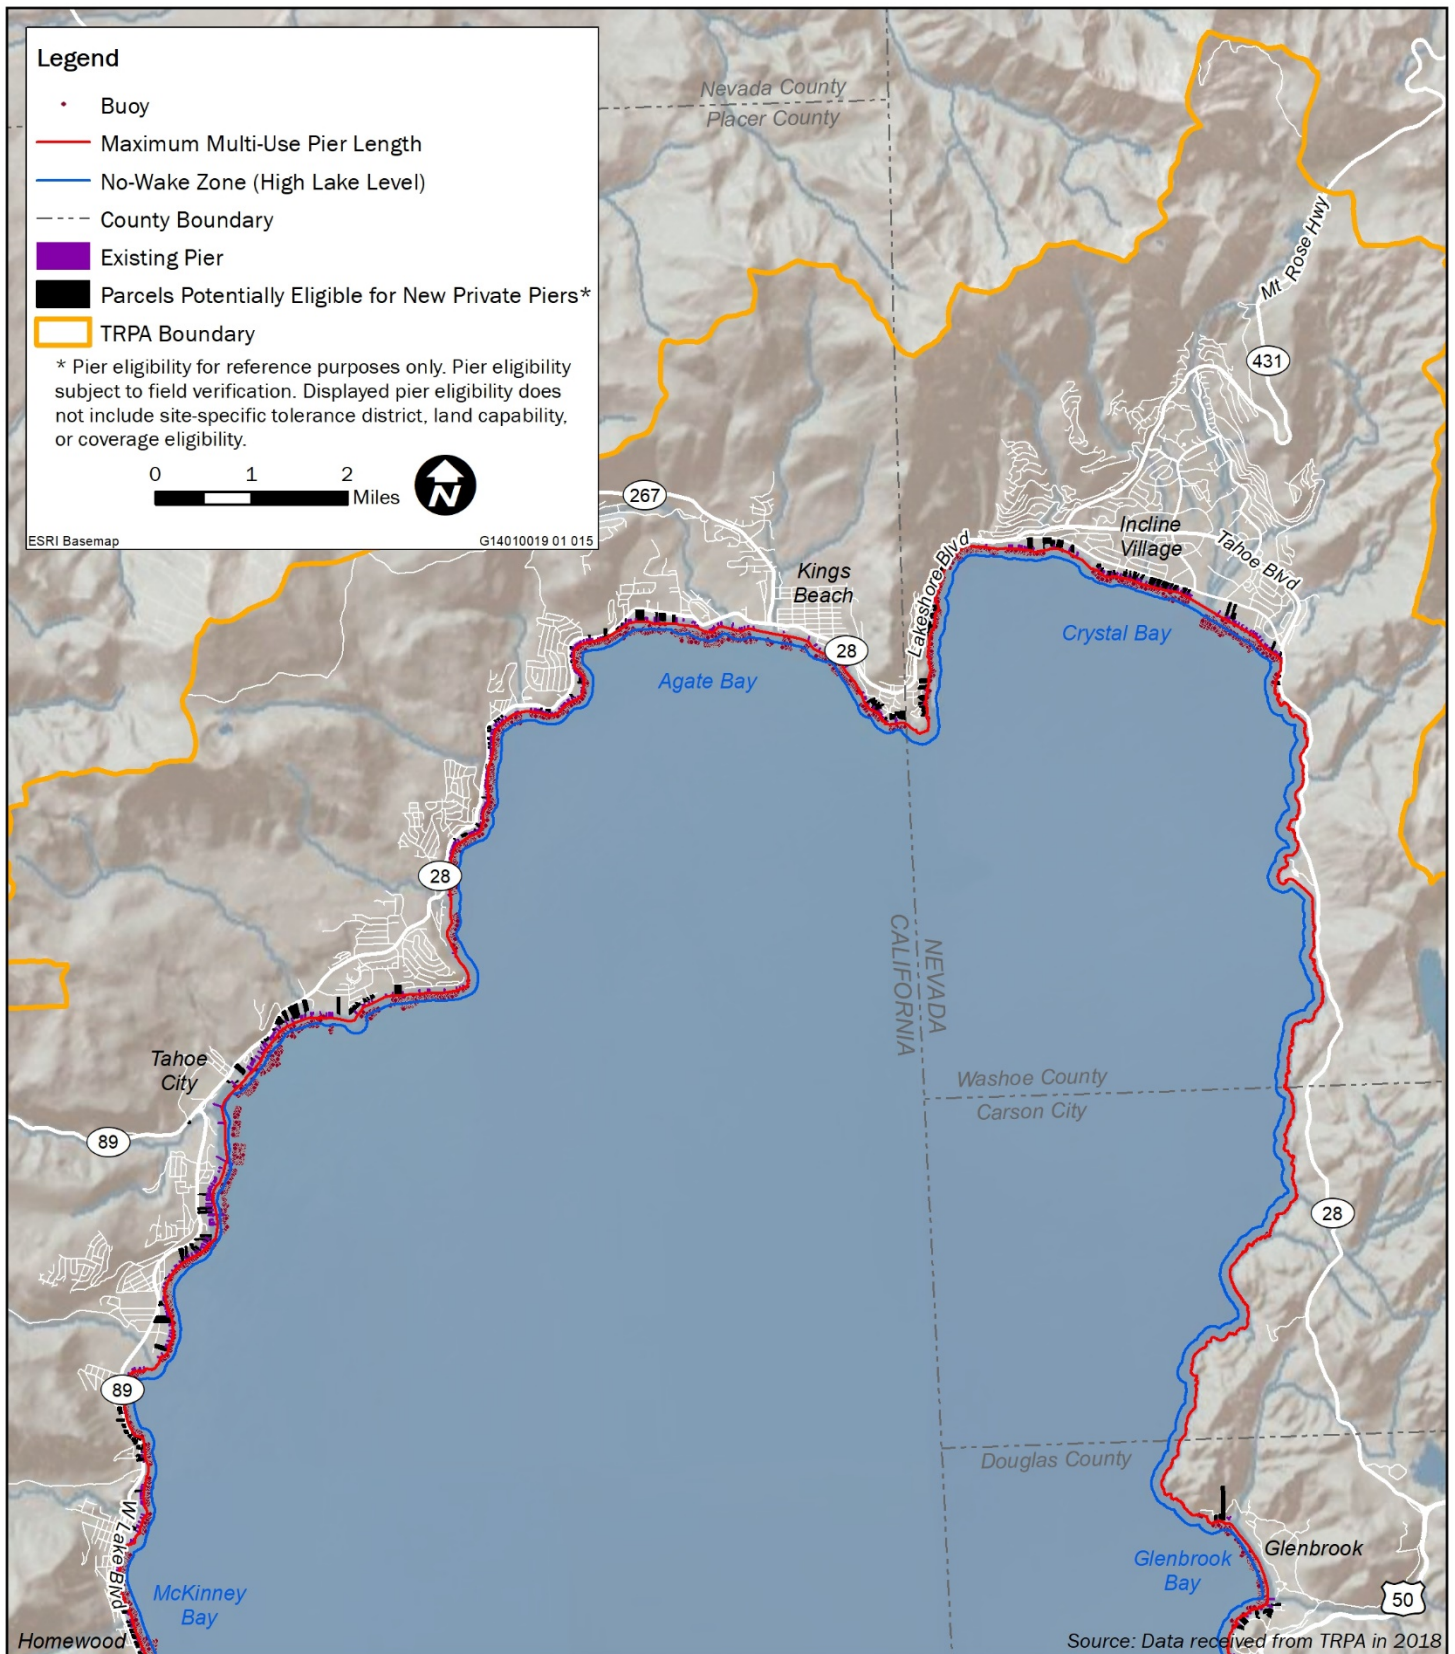 Legend
Buoy
Maximum Multi-Use Pier Length
No-Wake Zone (High Lake Level)
County Boundary
Existing Pier
Parcels Potentially Eligible for New Private Piers*
TRPA Boundary
* Pier eligibility for reference purposes only. Pier eligibility
subject to field verification. Displayed pier eligibility does
not include site-specific tolerance district, land capability,
or coverage eligibility.
0 1 2
Miles
N
ESRI Basemap
G14010019 01 015
Nevada County
Placer County
Mt Rose Hwy
431
267
Kings
Beach
Incline
Village
Tahoe Blvd
Lakeshore Blvd
28
Crystal Bay
Agate Bay
28
NEVADA
CALIFORNIA
Tahoe
City
89
Washoe County
Carson City
28
89
Douglas County
W Lake Blvd
McKinney
Bay
Homewood
Glenbrook
Bay
Glenbrook
50
Source: Data received from TRPA in 2018